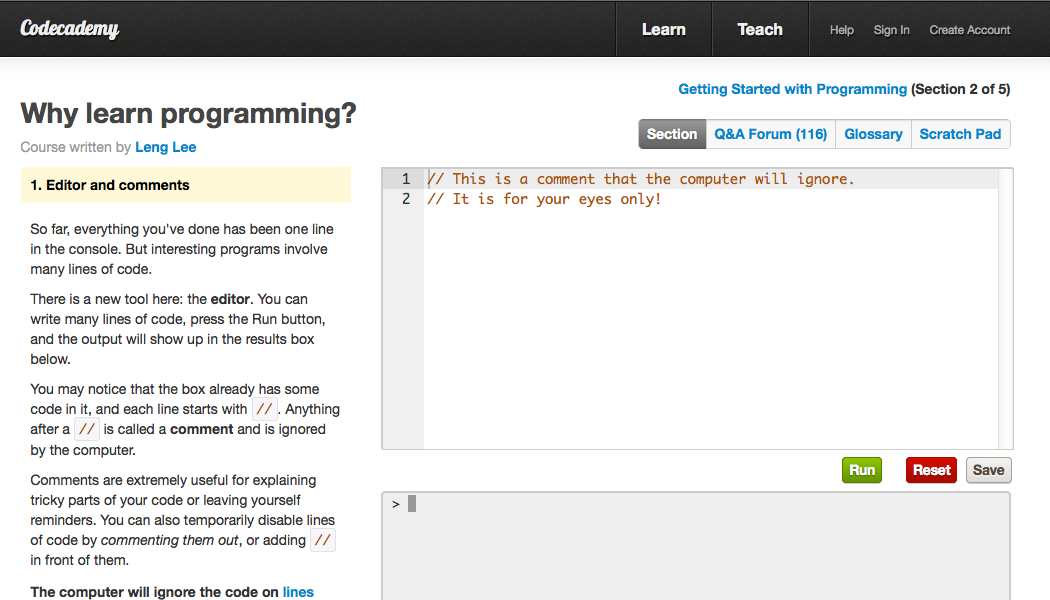 Codecademy
Learn
Teach
Help
Sign In
Create Account
Getting Started with Programming (Section 2 of 5)
Why learn programming?
Course written by Leng Lee
Section
Q&A Forum (116)
Glossary
Scratch Pad
1. Editor and comments
So far, everything you've done has been one line
in the console. But interesting programs involve
many lines of code.
There is a new tool here: the editor. You can
write many lines of code, press the Run button,
and the output will show up in the results box
below.
You may notice that the box already has some
code in it, and each line starts with //. Anything
after a // is called a comment and is ignored
by the computer.
Comments are extremely useful for explaining
tricky parts of your code or leaving yourself
reminders. You can also temporarily disable lines
of code by commenting them out, or adding //
in front of them.
The computer will ignore the code on lines
1 // This is a comment that the computer will ignore.
2 // It is for your eyes only!
Run
Reset
Save
>